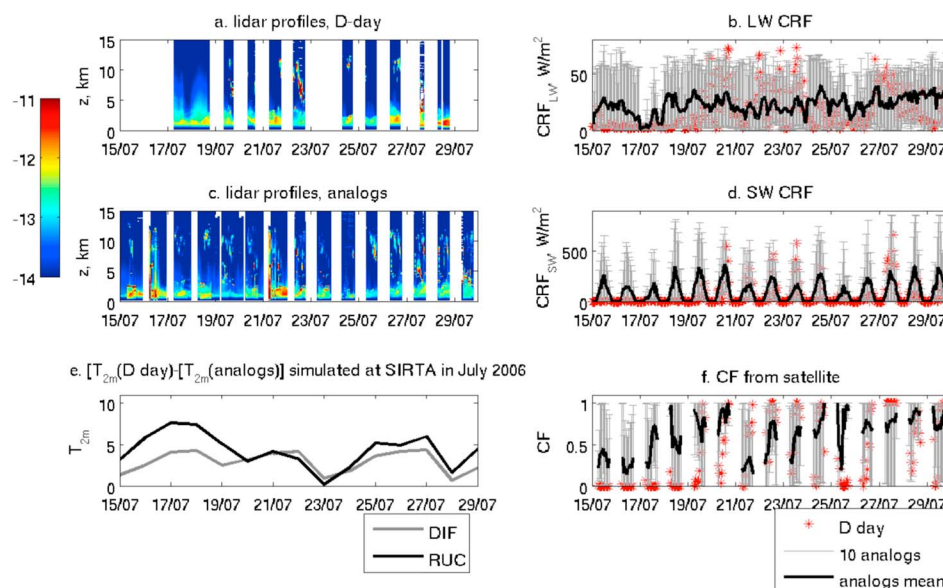 a. lidar profiles, D-day
15
10
5
0
z, km
15/07 17/07 19/07 21/07 23/07 25/07 27/07 29/07
-11
-12
-13
-14
c. lidar profiles, analogs
15
10
5
0
z, km
15/07 17/07 19/07 21/07 23/07 25/07 27/07 29/07
e. [T2m(D day)-[T2m(analogs)] simulated at SIRTA in July 2006
10
5
0
T2m
15/07 17/07 19/07 21/07 23/07 25/07 27/07 29/07
DIF
RUC
b. LW CRF
50
0
CRFLW W/m²
15/07 17/07 19/07 21/07 23/07 25/07 27/07 29/07
d. SW CRF
500
0
CRFSW W/m²
15/07 17/07 19/07 21/07 23/07 25/07 27/07 29/07
f. CF from satellite
1
0.5
0
CF
15/07 17/07 19/07 21/07 23/07 25/07 27/07 29/07
D day
10 analogs
analogs mean